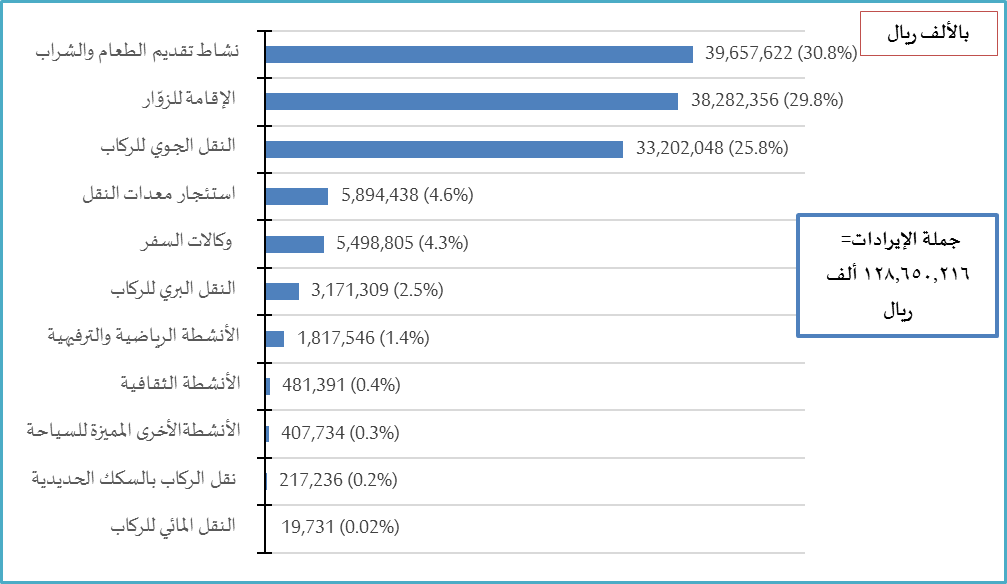 بالألف ريال
نشاط تقديم الطعام والشراب 39,657,622 (30.8%)
الإقامة للزوّار 38,282,356 (29.8%)
النقل الجوي للركاب 33,202,048 (25.8%)
استئجار معدات النقل 5,894,438 (4.6%)
وكالات السفر 5,498,805 (4.3%)
النقل البري للركاب 3,171,309 (2.5%)
الأنشطة الرياضية والترفيهية 1,817,546 (1.4%)
الأنشطة الثقافية 481,391 (0.4%)
الأنشطةالأخرى المميزة للسياحة 407,734 (0.3%)
نقل الركاب بالسكك الحديدية 217,236 (0.2%)
النقل المائي للركاب 19,731 (0.02%)
جملة الإيرادات=
١٢٨,٦٥٠,٢١٦ ألف
ريال